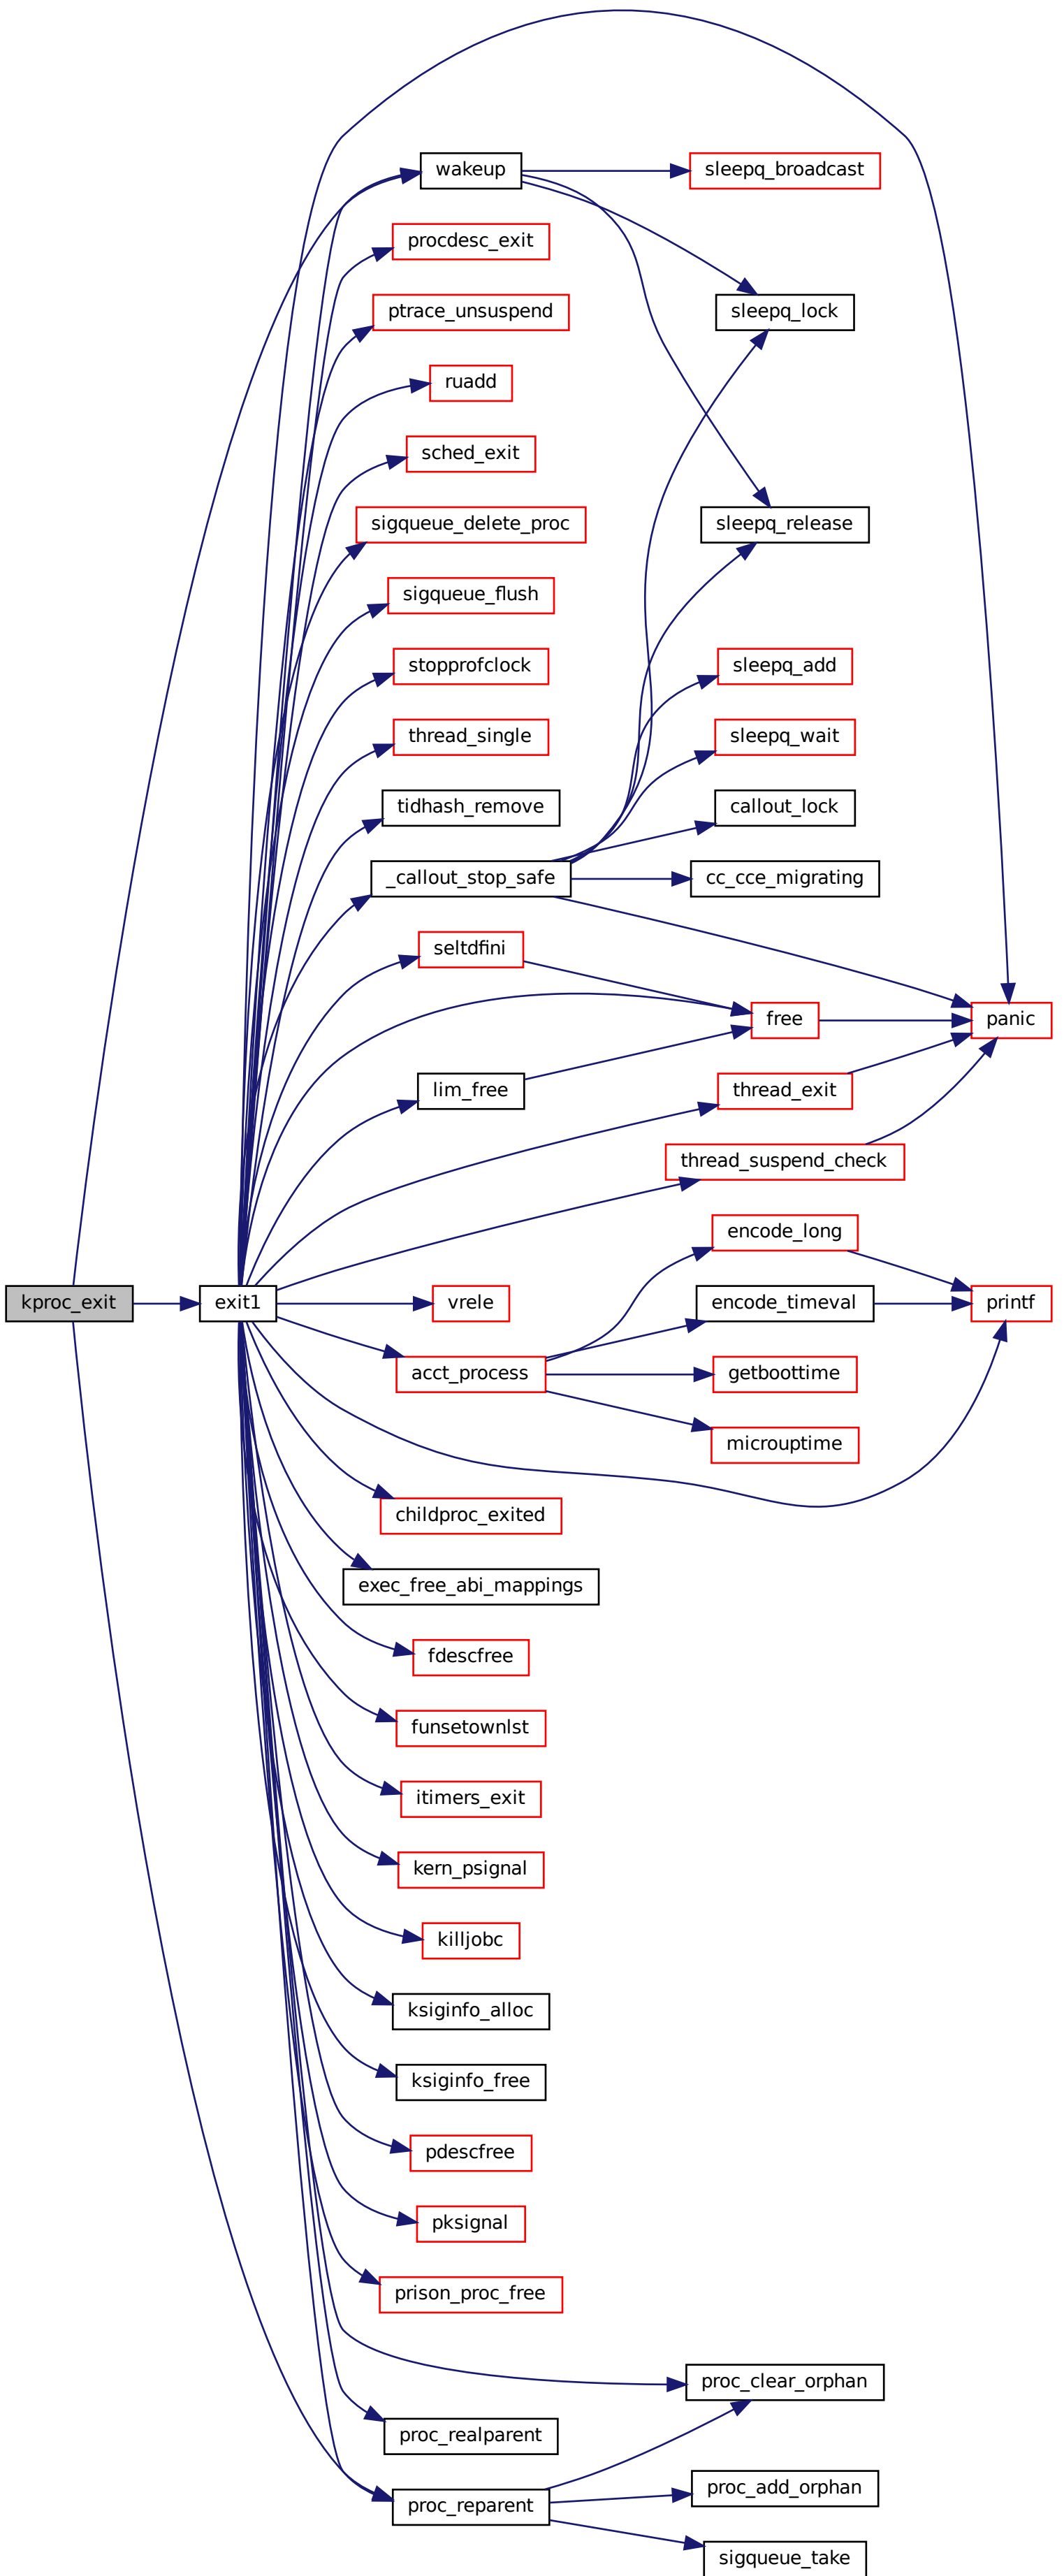 wakeup
sleepq_broadcast
procdesc_exit
ptrace_unsuspend
sleepq_lock
ruadd
sched_exit
sigqueue_delete_proc
sleepq_release
sigqueue_flush
stopprofclock
sleepq_add
thread_single
sleepq_wait
tidhash_remove
callout_lock
_callout_stop_safe
cc_cce_migrating
seltdfini
free
panic
lim_free
thread_exit
thread_suspend_check
encode_long
kproc_exit
exit1
vrele
encode_timeval
printf
acct_process
getboottime
microuptime
childproc_exited
exec_free_abi_mappings
fdescfree
funsetownlst
itimers_exit
kern_psignal
killjobc
ksiginfo_alloc
ksiginfo_free
pdescfree
pksignal
prison_proc_free
proc_clear_orphan
proc_realparent
proc_add_orphan
proc_reparent
sigqueue_take